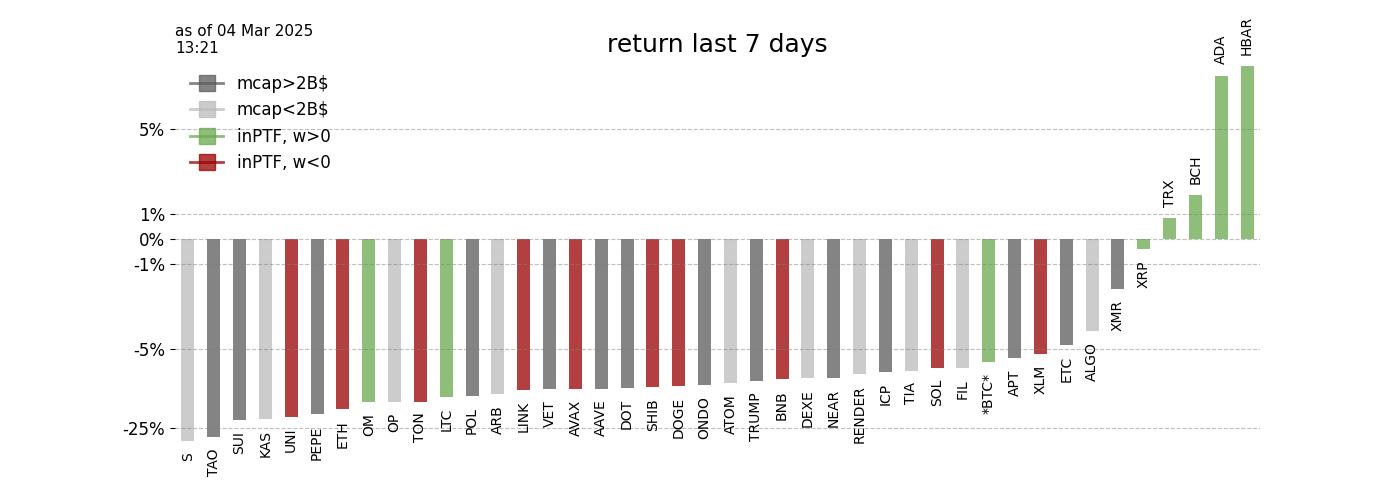 as of 04 Mar 2025
13:21
return last 7 days
mcap>2B$
mcap<2B$
inPTF, w>0
inPTF, w<0
5%
1%
0%
-1%
-5%
-25%
S
TAO
SUI
KAS
UNI
PEPE
ETH
OM
OP
TON
LTC
POL
ARB
LINK
VET
AVAX
AAVE
DOT
SHIB
DOGE
ONDO
ATOM
TRUMP
BNB
DEXE
NEAR
RENDER
ICP
TIA
SOL
FIL
*BTC*
APT
XLM
ETC
ALGO
XMR
XRP
TRX
BCH
ADA
HBAR